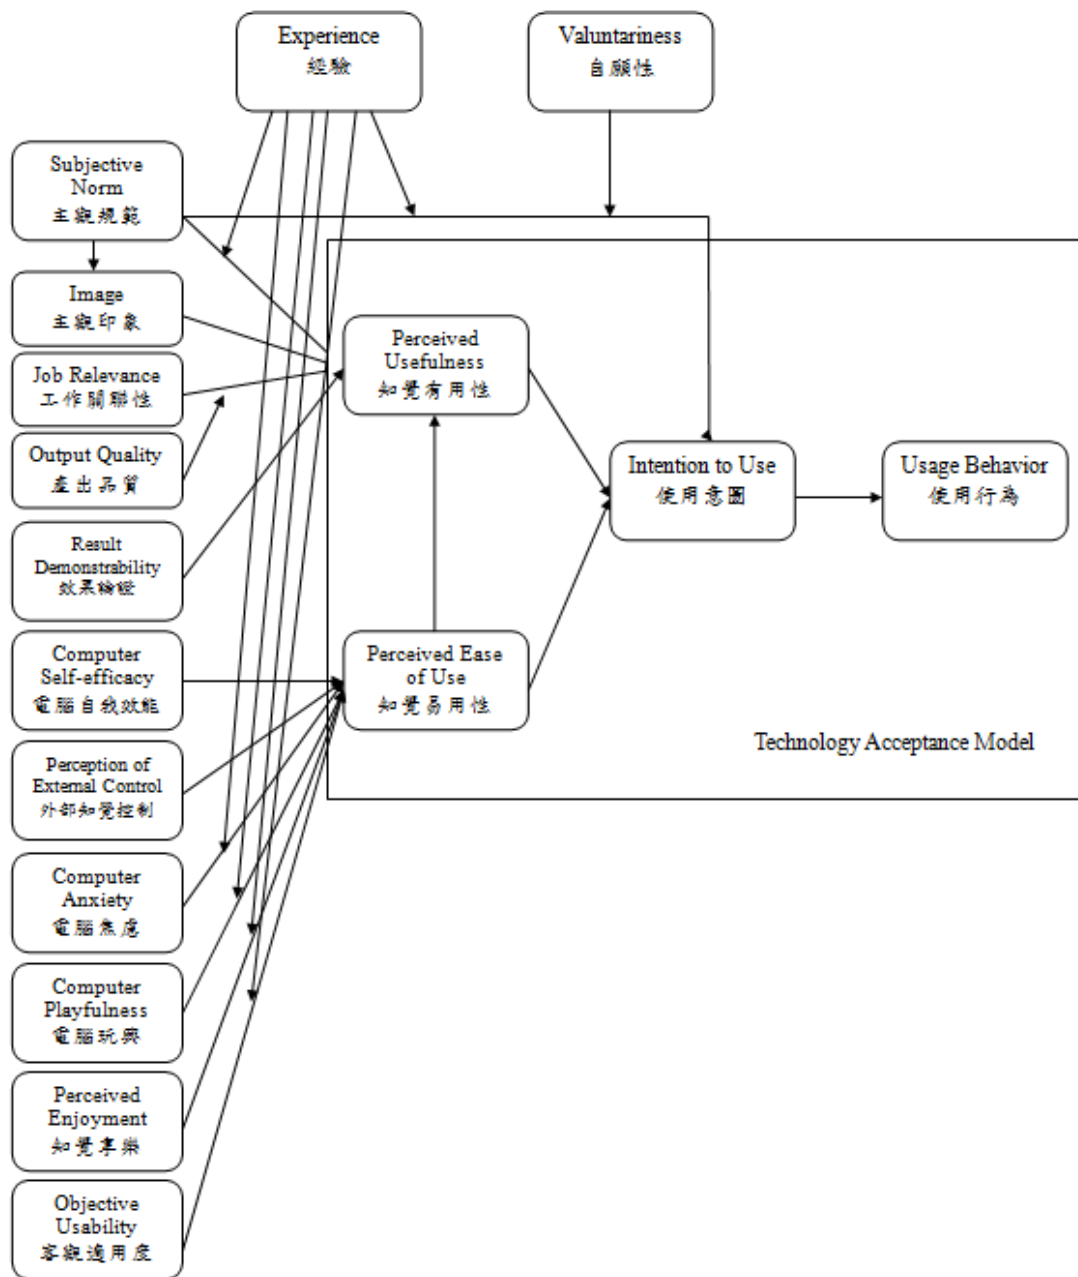 Experience
經驗
Valuntariness
自願性
Subjective
Norm
主觀規範
Image
主觀印象
Job Relevance
工作關聯性
Output Quality
產出品質
Result
Demonstrability
效果驗證
Computer
Self-efficacy
電腦自我效能
Perception of
External Control
外部知覺控制
Computer
Anxiety
電腦焦慮
Computer
Playfulness
電腦玩興
Perceived
Enjoyment
知覺享樂
Objective
Usability
客觀適用度
Perceived
Usefulness
知覺有用性
Perceived Ease
of Use
知覺易用性
Intention to Use
使用意圖
Usage Behavior
使用行為
Technology Acceptance Model